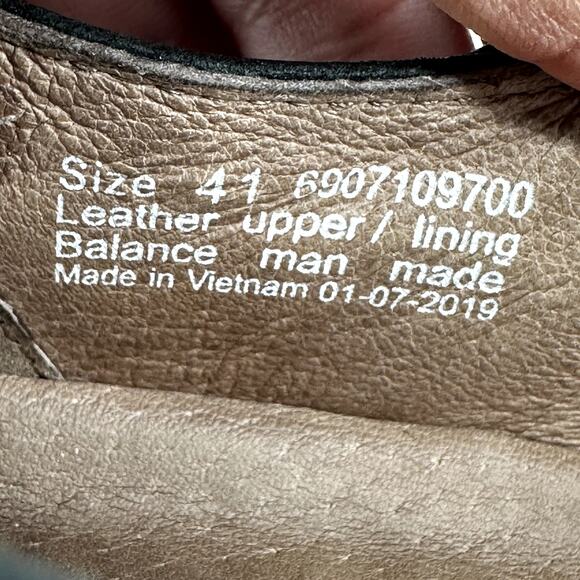 Size 41 6907109700
Leather upper / lining
Balance man made
Made in Vietnam 01-07-2019